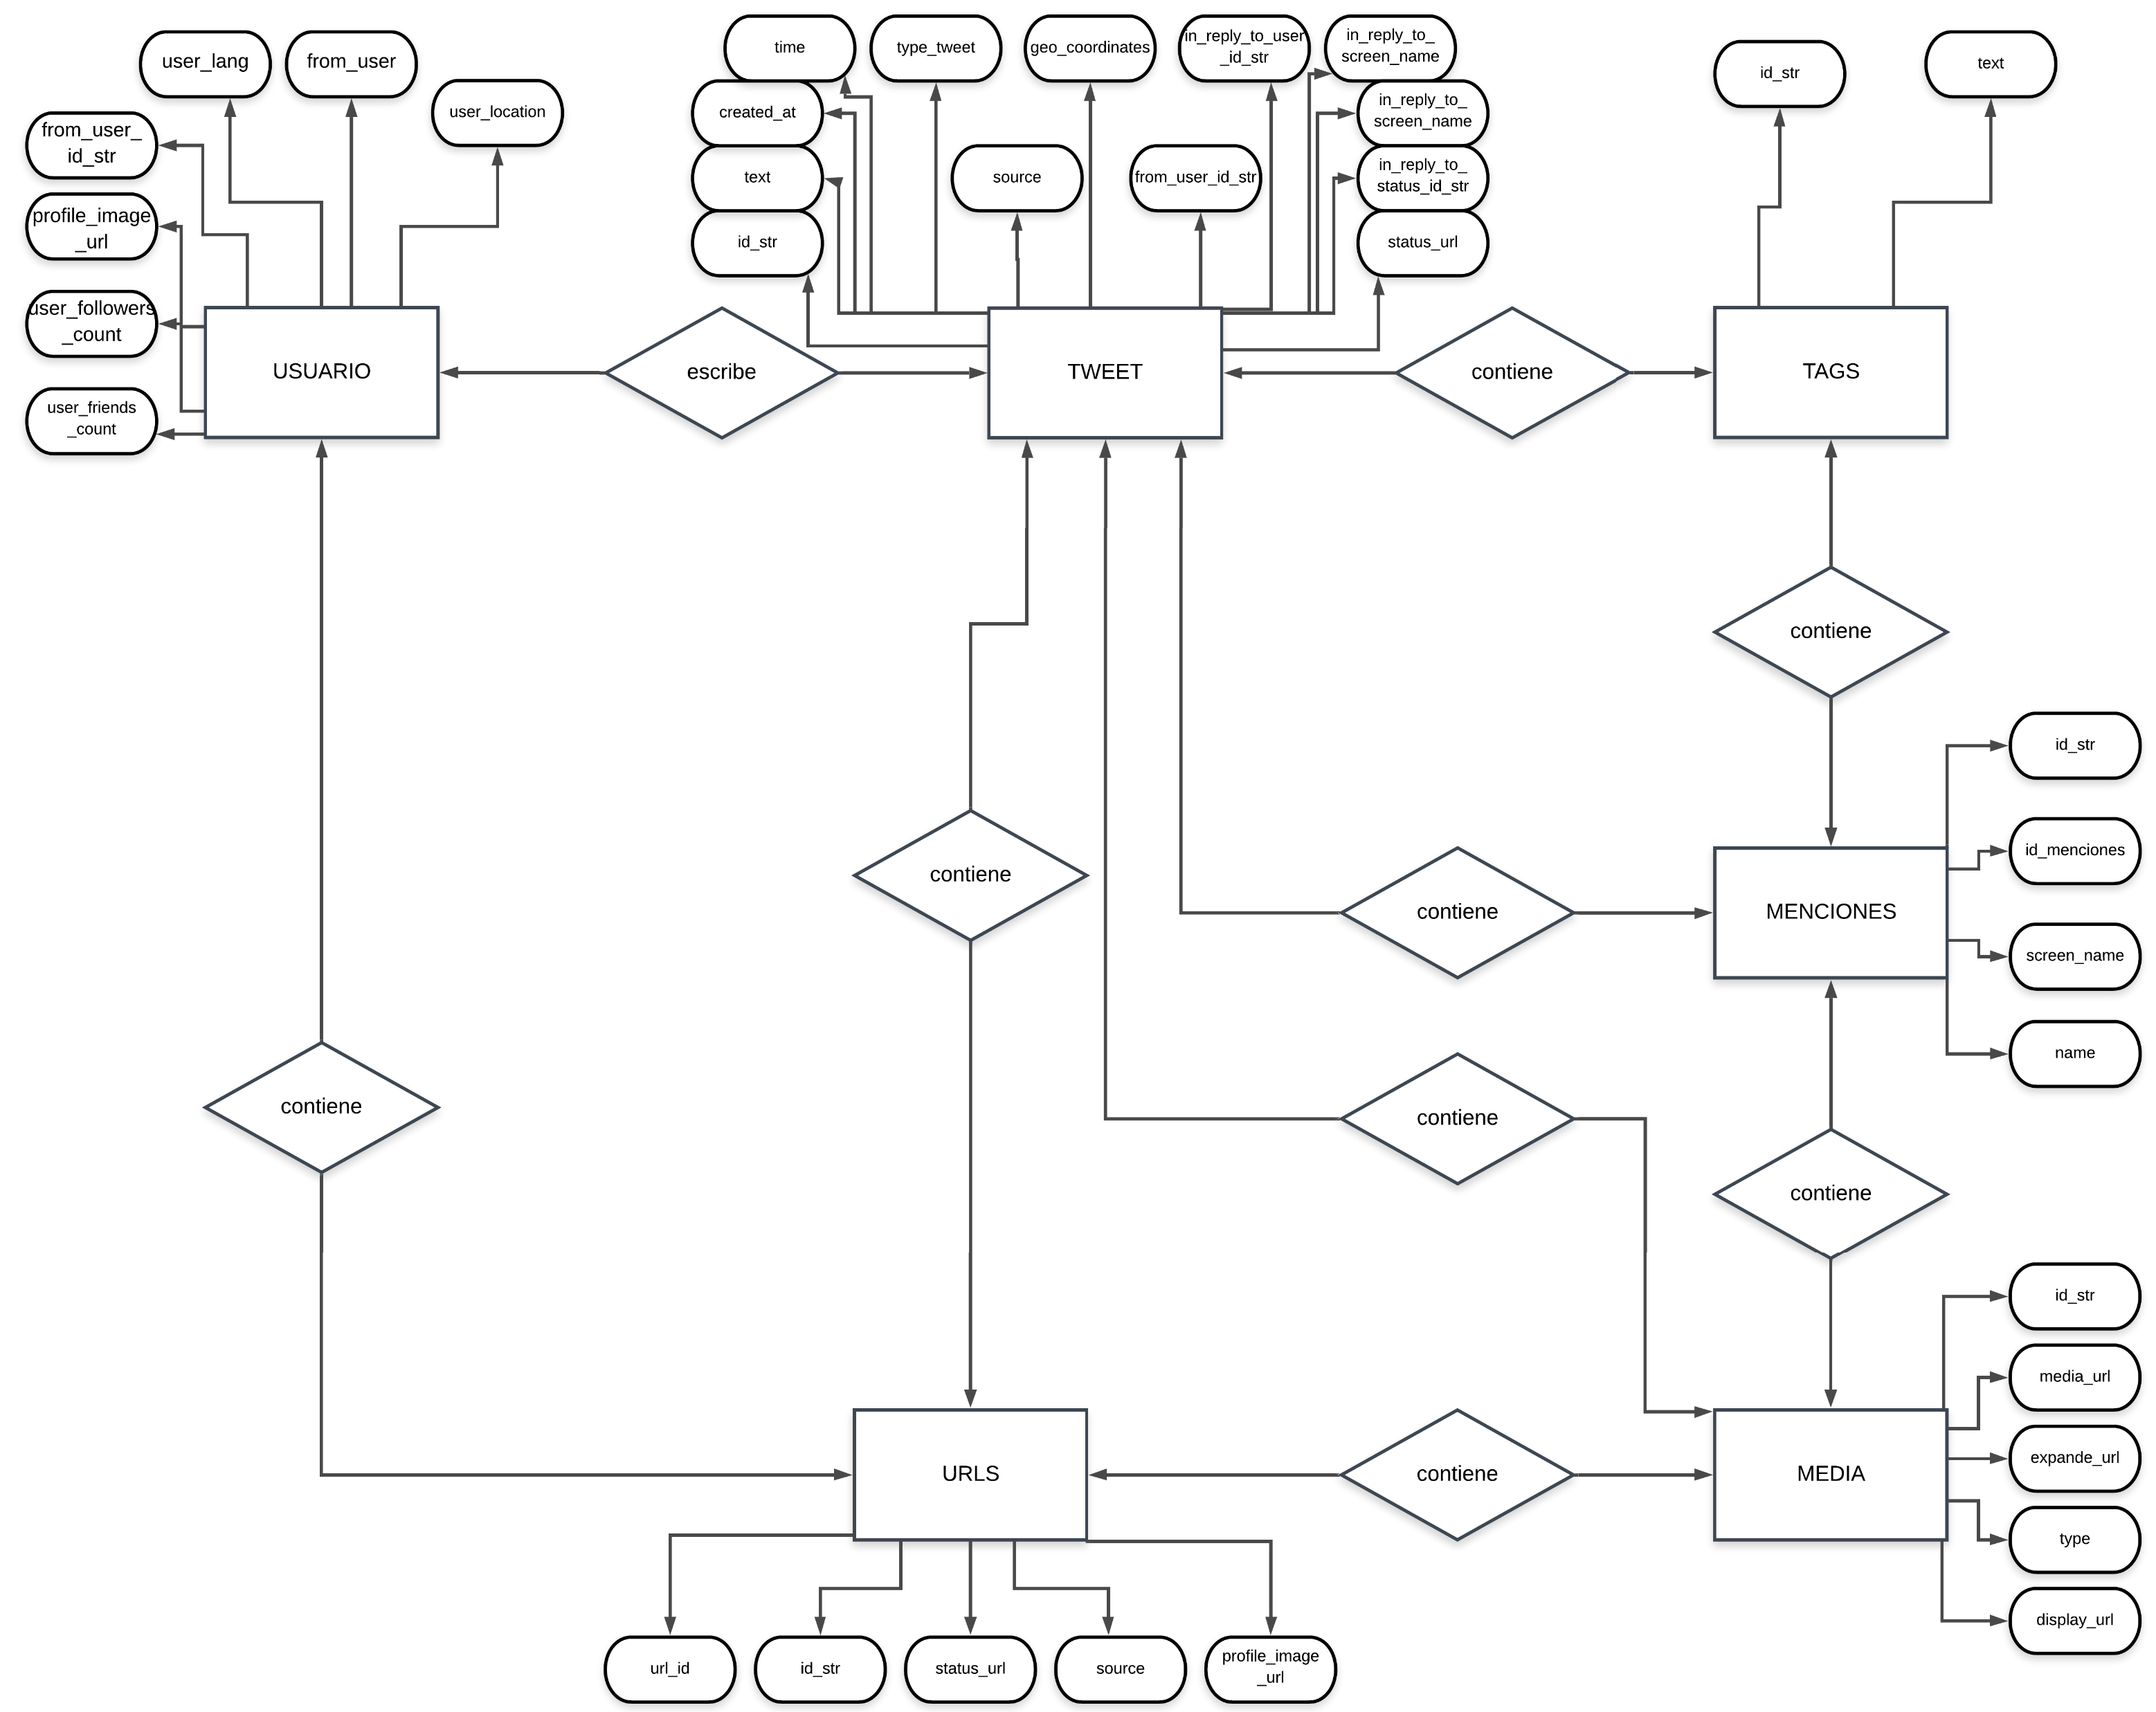 time
type_tweet
geo_coordinates
in_reply_to_user
_id_str
in_reply_to_
screen_name
user_lang
from_user
id_str
text
user_location
created_at
in_reply_to_
screen_name
from_user_
id_str
text
source
from_user_id_str
in_reply_to_
status_id_str
profile_image
_url
id_str
status_url
user_followers
_count
USUARIO
escribe
TWEET
contiene
TAGS
user_friends
_count
contiene
id_str
id_menciones
contiene
contiene
MENCIONES
screen_name
name
contiene
contiene
contiene
id_str
media_url
URLS
contiene
MEDIA
expande_url
type
display_url
url_id
id_str
status_url
source
profile_image
_url